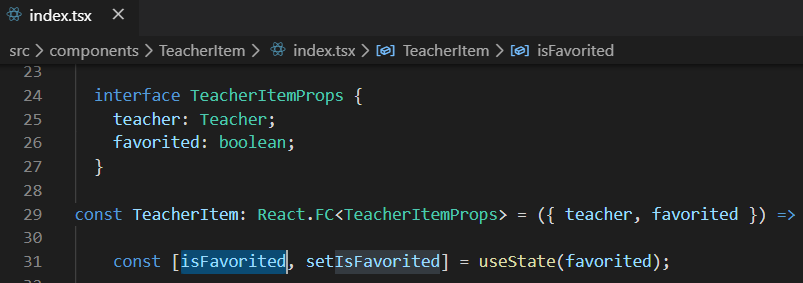 index.tsx
src > components > TeacherItem > index.tsx > TeacherItem > isFavorited
23
24 interface TeacherItemProps {
25 teacher: Teacher;
26 favorited: boolean;
27 }
28
29 const TeacherItem: React.FC<TeacherItemProps> = ({ teacher, favorited }) =>
30
31 const [isFavorited, setIsFavorited] = useState(favorited);
32